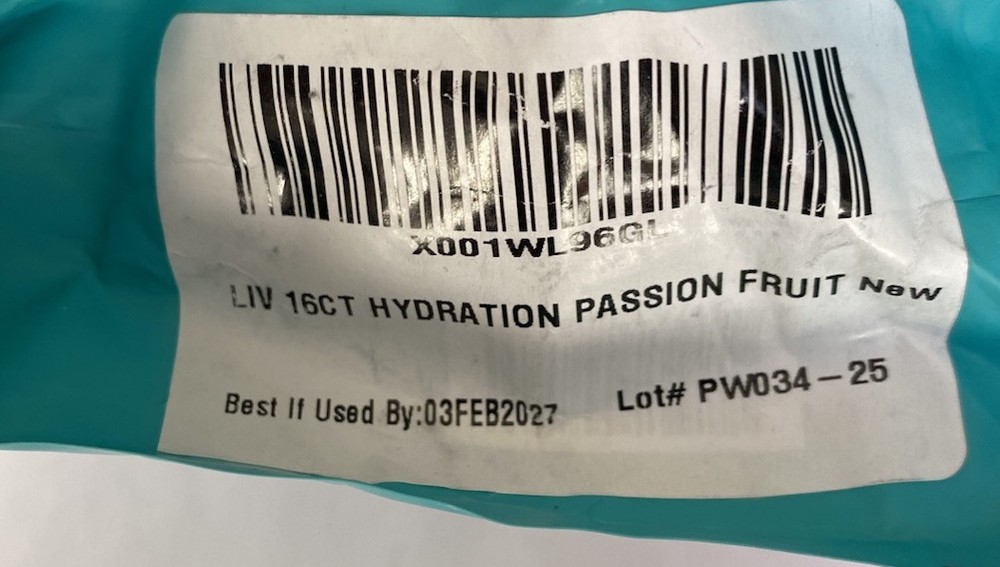 X001WL96GL
LIV 16CT HYDRATION PASSION FRUIT New
Best If Used By:03FEB2027
Lot# PW034-25